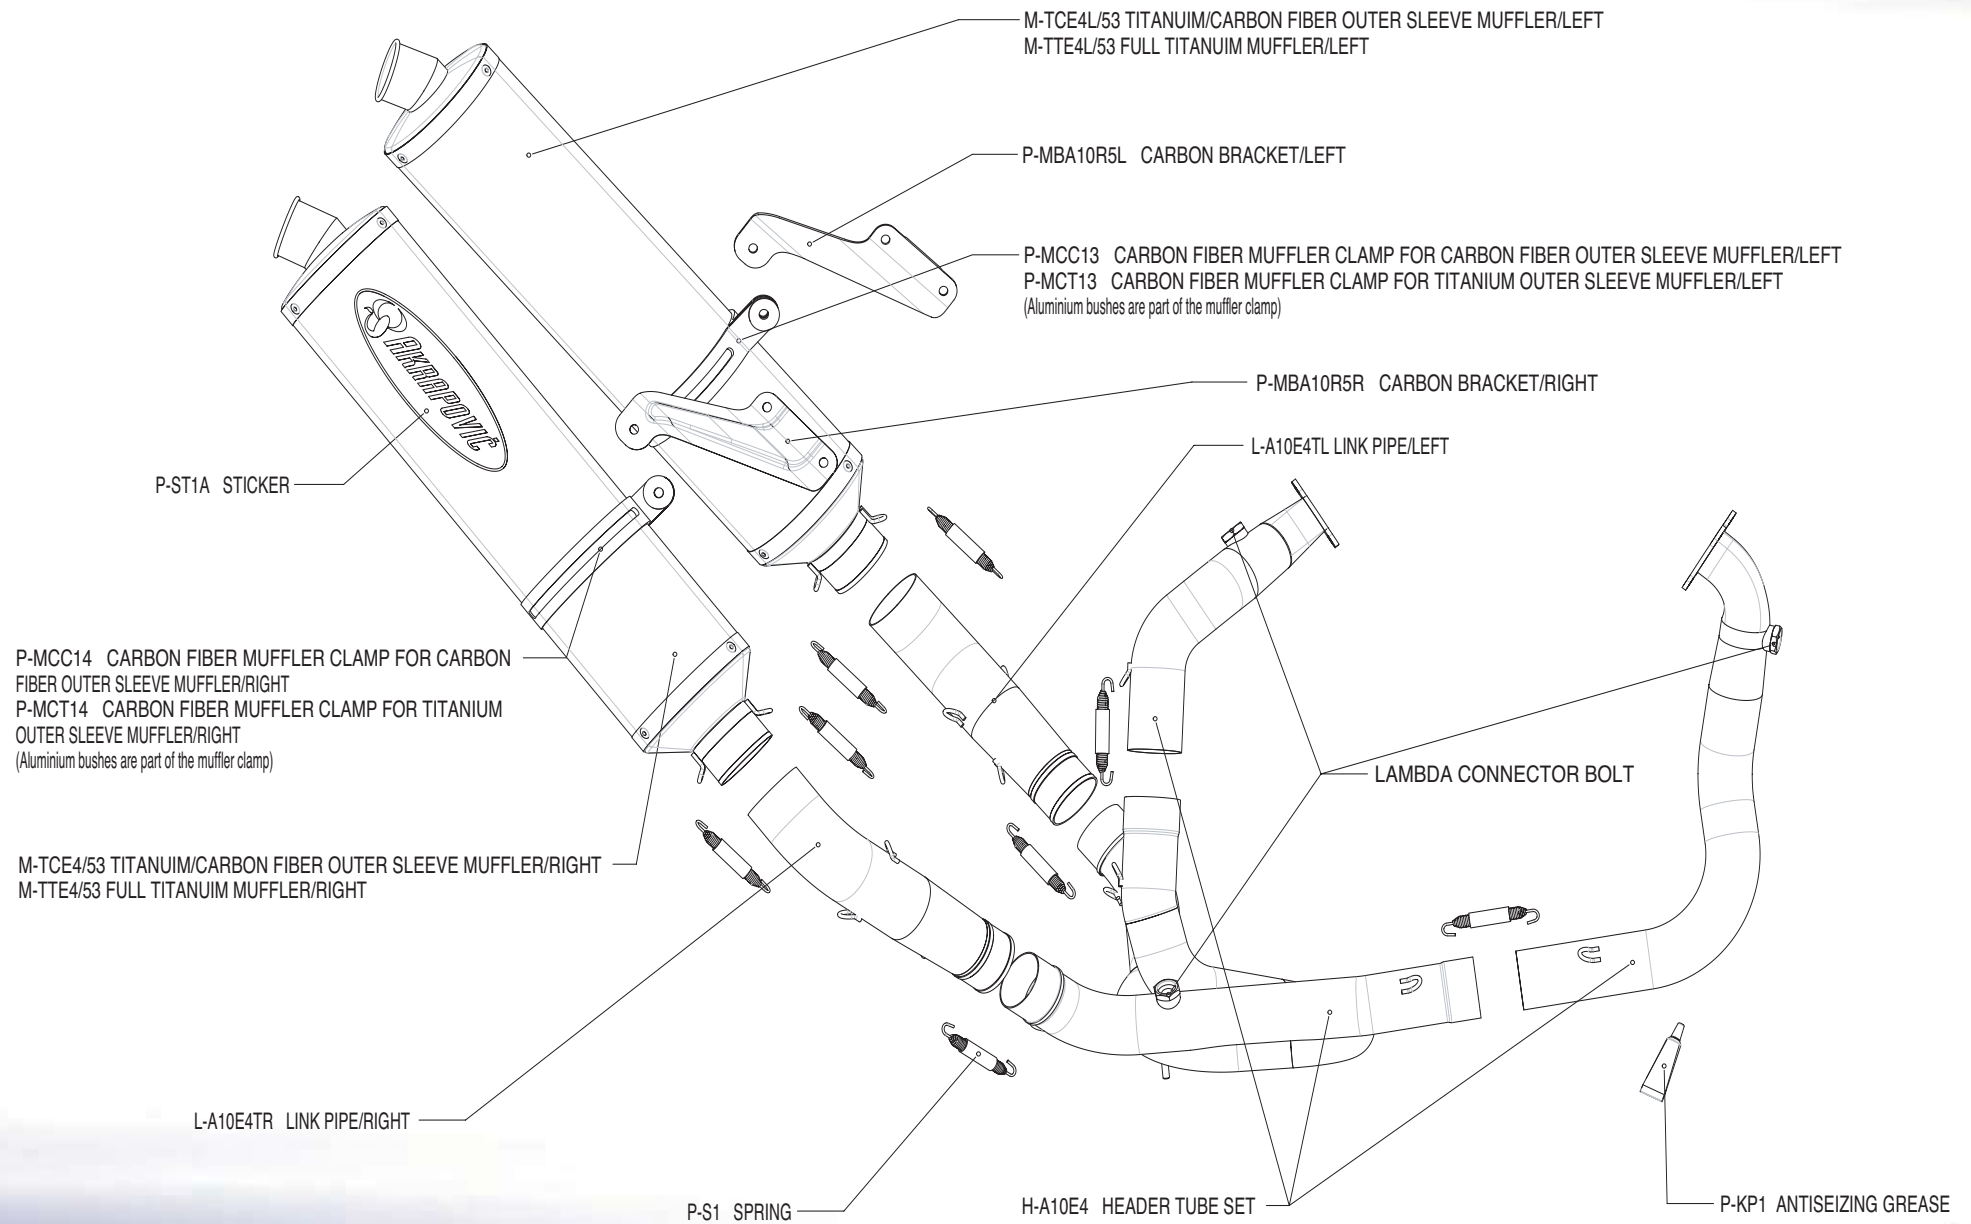 M-TCE4L/53 TITANUIM/CARBON FIBER OUTER SLEEVE MUFFLER/LEFT
M-TTE4L/53 FULL TITANUIM MUFFLER/LEFT
P-MBA10R5L CARBON BRACKET/LEFT
P-MCC13 CARBON FIBER MUFFLER CLAMP FOR CARBON FIBER OUTER SLEEVE MUFFLER/LEFT
P-MCT13 CARBON FIBER MUFFLER CLAMP FOR TITANIUM OUTER SLEEVE MUFFLER/LEFT
(Aluminium bushes are part of the muffler clamp)
P-MBA10R5R CARBON BRACKET/RIGHT
L-A10E4TL LINK PIPE/LEFT
AKRAPOVIČ
P-ST1A STICKER
P-MCC14 CARBON FIBER MUFFLER CLAMP FOR CARBON
FIBER OUTER SLEEVE MUFFLER/RIGHT
P-MCT14 CARBON FIBER MUFFLER CLAMP FOR TITANIUM
OUTER SLEEVE MUFFLER/RIGHT
(Aluminium bushes are part of the muffler clamp)
LAMBDA CONNECTOR BOLT
M-TCE4/53 TITANUIM/CARBON FIBER OUTER SLEEVE MUFFLER/RIGHT
M-TTE4/53 FULL TITANUIM MUFFLER/RIGHT
L-A10E4TR LINK PIPE/RIGHT
P-S1 SPRING
H-A10E4 HEADER TUBE SET
P-KP1 ANTISEIZING GREASE